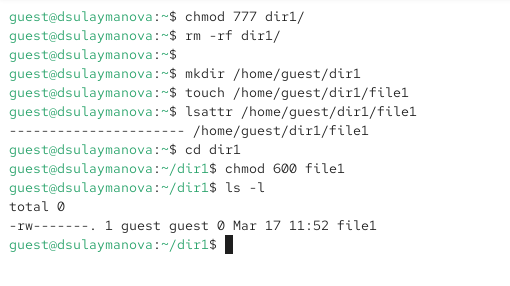 guest@dsulaymanova:~$ chmod 777 dir1/
guest@dsulaymanova:~$ rm -rf dir1/
guest@dsulaymanova:~$
guest@dsulaymanova:~$ mkdir /home/guest/dir1
guest@dsulaymanova:~$ touch /home/guest/dir1/file1
guest@dsulaymanova:~$ lsattr /home/guest/dir1/file1
---------------------- /home/guest/dir1/file1
guest@dsulaymanova:~$ cd dir1
guest@dsulaymanova:~/dir1$ chmod 600 file1
guest@dsulaymanova:~/dir1$ ls -l
total 0
-rw-------. 1 guest guest 0 Mar 17 11:52 file1
guest@dsulaymanova:~/dir1$